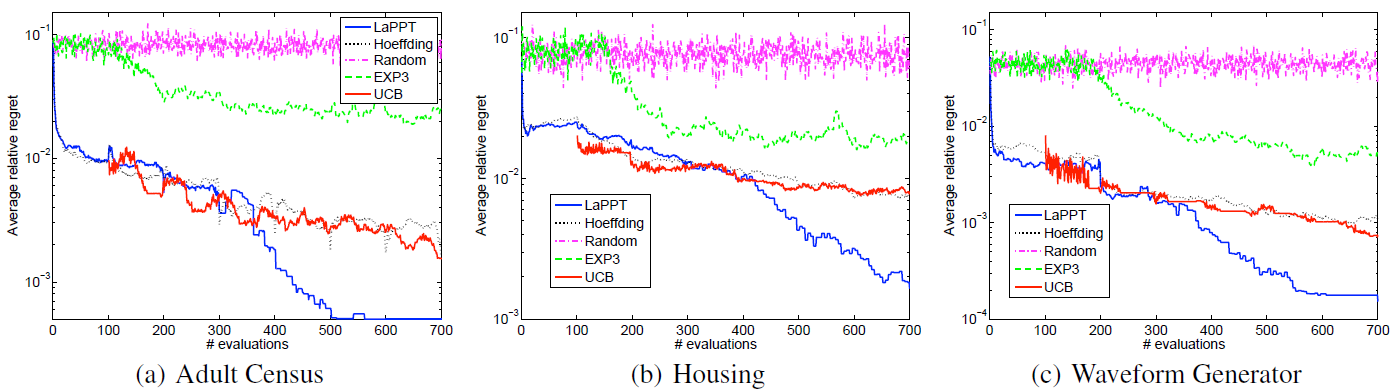 Average relative regret
10⁻¹
10⁻²
10⁻³
0 100 200 300 400 500 600 700
# evaluations
LaPPT
Hoeffding
Random
EXP3
UCB
(a) Adult Census
Average relative regret
10⁻¹
10⁻²
10⁻³
0 100 200 300 400 500 600 700
# evaluations
LaPPT
Hoeffding
Random
EXP3
UCB
(b) Housing
Average relative regret
10⁻¹
10⁻²
10⁻³
10⁻⁴
0 100 200 300 400 500 600 700
# evaluations
LaPPT
Hoeffding
Random
EXP3
UCB
(c) Waveform Generator